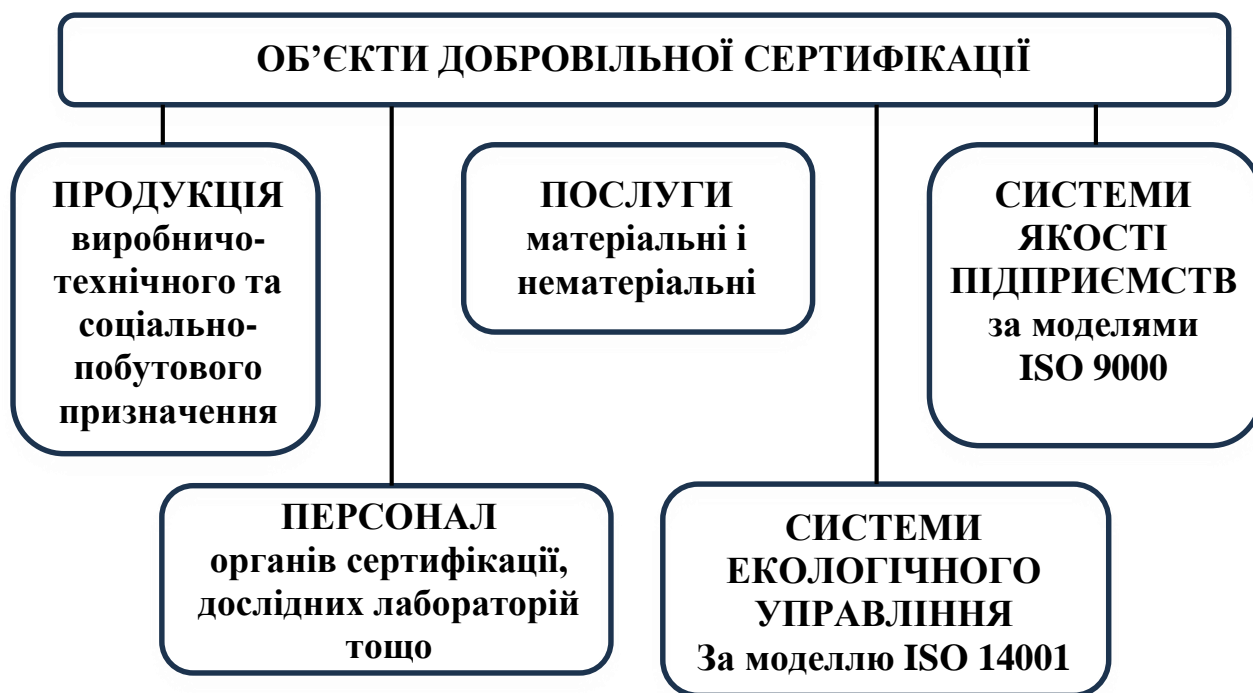 ОБ’ЄКТИ ДОБРОВІЛЬНОЇ СЕРТИФІКАЦІЇ
ПРОДУКЦІЯ
виробничо-
технічного та
соціально-
побутового
призначення
ПОСЛУГИ
матеріальні і
нематеріальні
СИСТЕМИ
ЯКОСТІ
ПІДПРИЄМСТВ
за моделями
ISO 9000
ПЕРСОНАЛ
органів сертифікації,
дослідних лабораторій
тощо
СИСТЕМИ
ЕКОЛОГІЧНОГО
УПРАВЛІННЯ
За моделлю ISO 14001